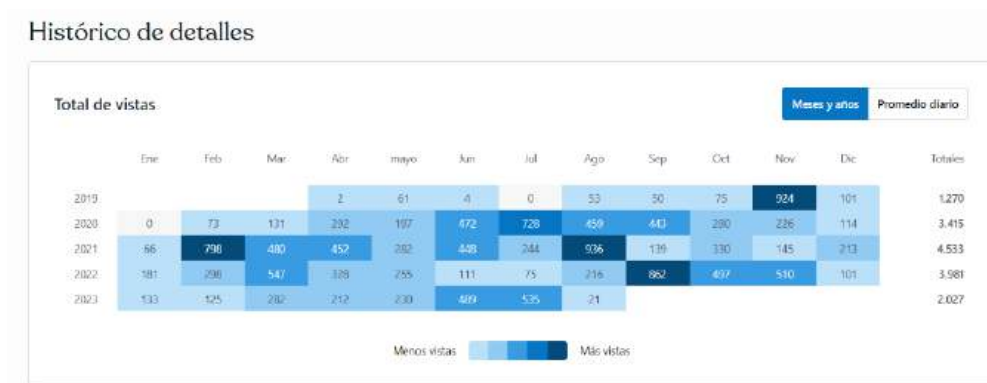 Histórico de detalles
Total de vistas Meses y años Promedio diario
Ene Feb Mar Abr mayo Jun Jul Ago Sep Oct Nov Dic Totales
2019 2 61 4 0 53 50 75 924 101 1.270
2020 0 73 131 292 197 472 728 459 443 280 226 114 3.415
2021 66 798 480 452 282 448 244 936 139 330 145 213 4.533
2022 181 298 547 328 255 111 75 216 862 497 510 101 3.981
2023 133 125 282 212 230 489 535 21 2.027
Menos vistas Más vistas